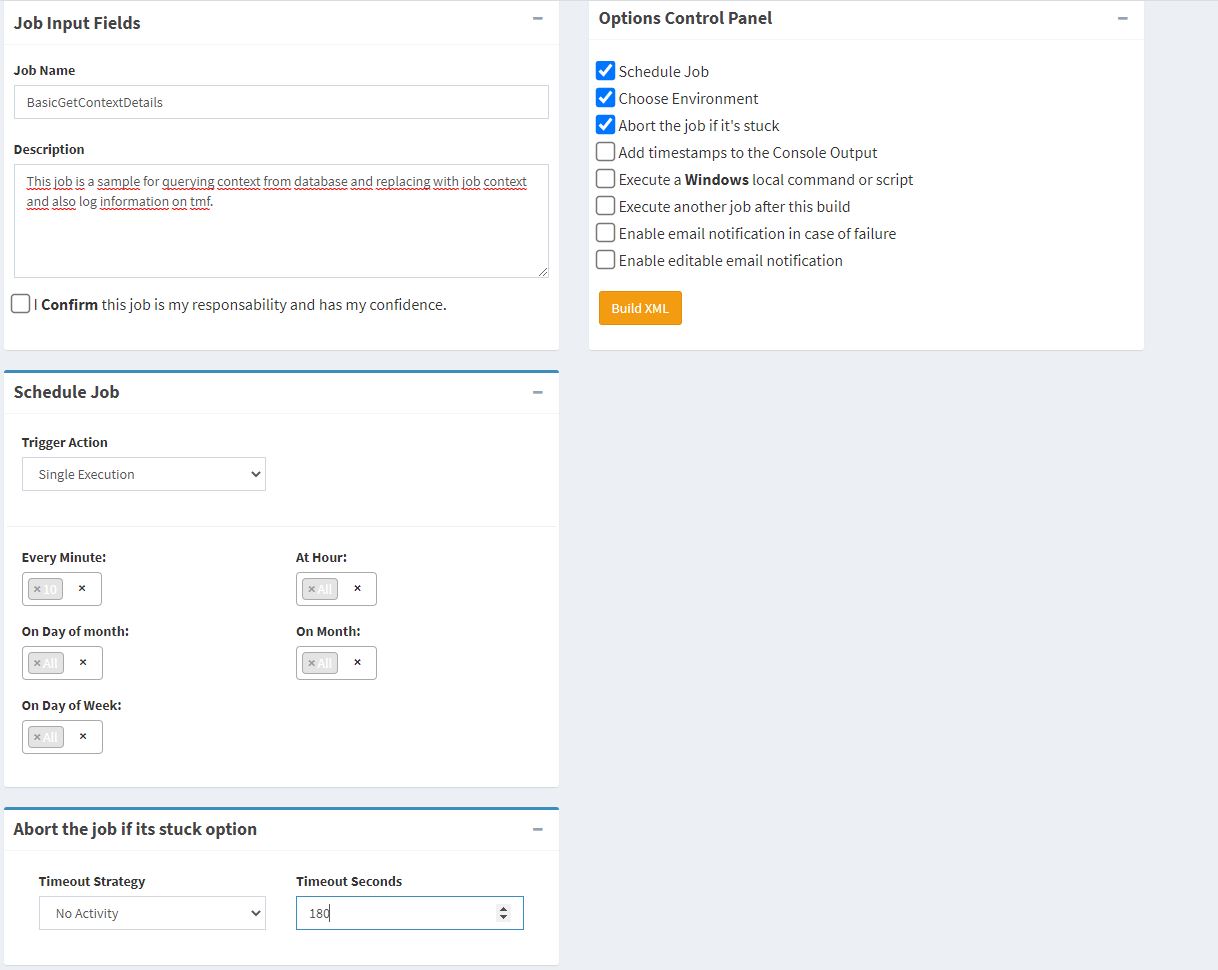 Job Input Fields
Job Name
BasicGetContextDetails
Description
This job is a sample for querying context from database and replacing with job context
and also log information on tmf.
I Confirm this job is my responsability and has my confidence.
Options Control Panel
Schedule Job
Choose Environment
Abort the job if it's stuck
Add timestamps to the Console Output
Execute a Windows local command or script
Execute another job after this build
Enable email notification in case of failure
Enable editable email notification
Build XML
Schedule Job
Trigger Action
Single Execution
Every Minute:
× 10 ×
At Hour:
× All ×
On Day of month:
× All ×
On Month:
× All ×
On Day of Week:
× All ×
Abort the job if its stuck option
Timeout Strategy
No Activity
Timeout Seconds
180